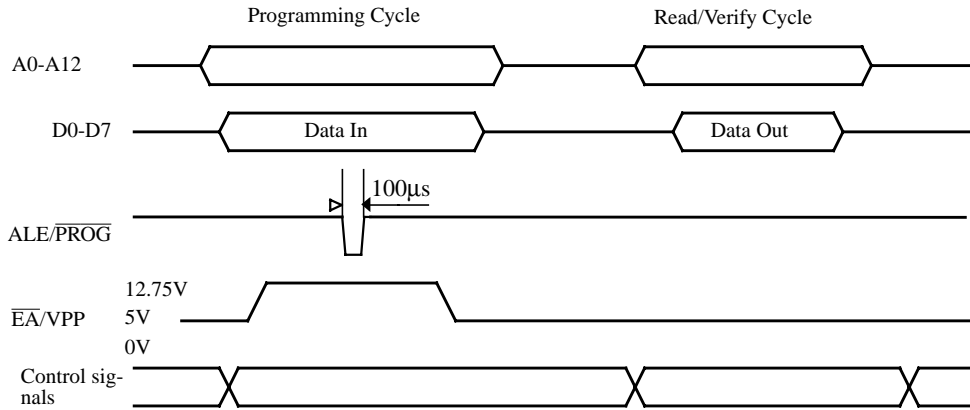 Programming Cycle
Read/Verify Cycle
A0-A12
D0-D7
Data In
Data Out
100μs
ALE/PROG
12.75V
EA/VPP
5V
0V
Control sig-
nals